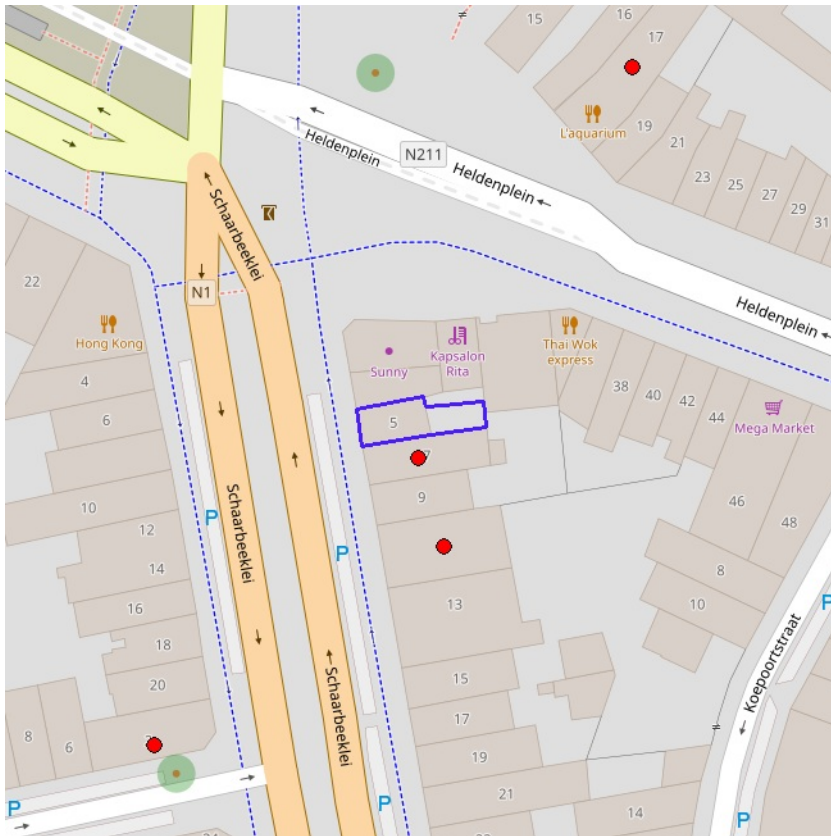 15
16
17
L'aquarium
19
21
23
25
27
29
31
Heldenplein
N211
Heldenplein
Heldenplein
Schaarbeeklei
N1
22
Hong Kong
4
6
10
12
14
16
18
20
8
6
P
Schaarbeeklei
Schaarbeeklei
P
P
P
Sunny
Kapsalon
Rita
Thai Wok
express
38
40
42
44
Mega Market
46
48
5
7
9
13
15
17
19
21
8
10
14
Koepoortstraat
P
P